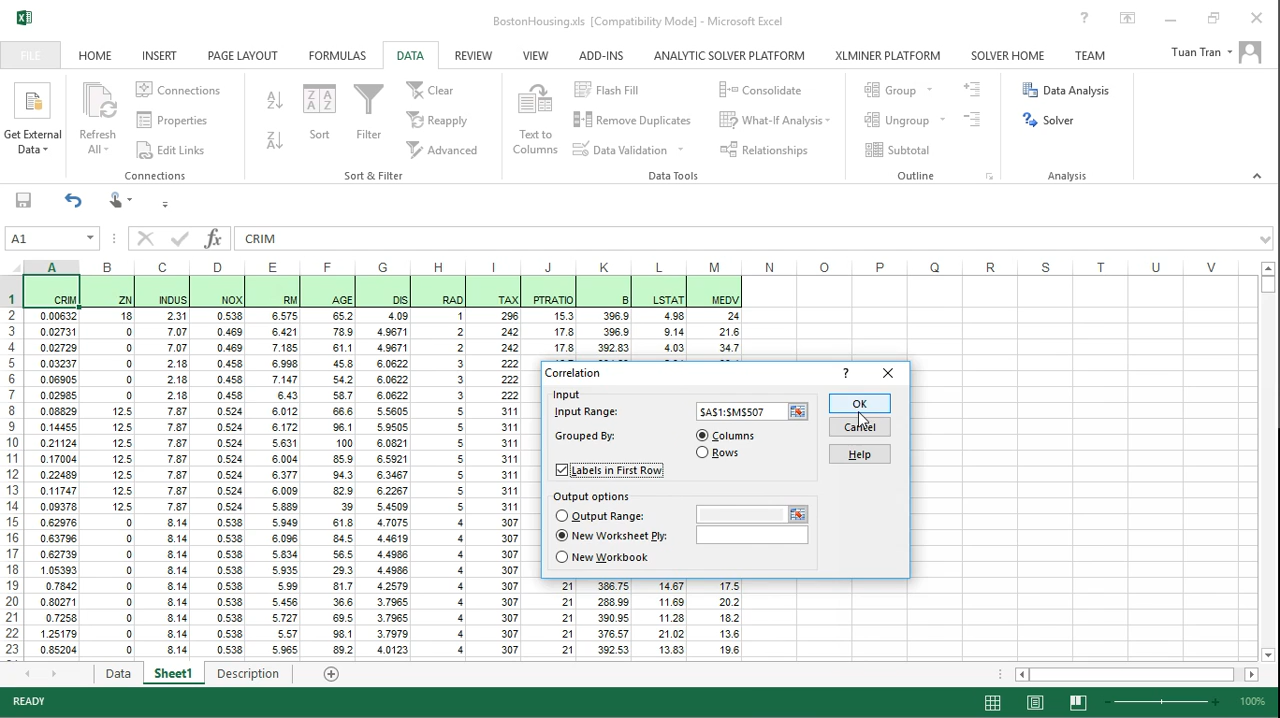 BostonHousing.xls [Compatibility Mode] - Microsoft Excel
FILE HOME INSERT PAGE LAYOUT FORMULAS DATA REVIEW VIEW ADD-INS ANALYTIC SOLVER PLATFORM XLMINER PLATFORM SOLVER HOME TEAM Tuan Tran
Get External Data
Refresh All
Connections
Properties
Edit Links
Connections
Sort
Filter
Clear
Reapply
Advanced
Sort & Filter
Text to Columns
Flash Fill
Remove Duplicates
Data Validation
Consolidate
What-If Analysis
Relationships
Data Tools
Group
Ungroup
Subtotal
Outline
Data Analysis
Solver
Analysis
A1 fx CRIM
A B C D E F G H I J K L M N O P Q R S T U V
1 CRIM ZN INDUS NOX RM AGE DIS RAD TAX PTRATIO B LSTAT MEDV
2 0.00632 18 2.31 0.538 6.575 65.2 4.09 1 296 15.3 396.9 4.98 24
3 0.02731 0 7.07 0.469 6.421 78.9 4.9671 2 242 17.8 396.9 9.14 21.6
4 0.02729 0 7.07 0.469 7.185 61.1 4.9671 2 242 17.8 392.83 4.03 34.7
5 0.03237 0 2.18 0.458 6.998 45.8 6.0622 3 222
6 0.06905 0 2.18 0.458 7.147 54.2 6.0622 3 222
7 0.02985 0 2.18 0.458 6.43 58.7 6.0622 3 222
8 0.08829 12.5 7.87 0.524 6.012 66.6 5.5605 5 311
9 0.14455 12.5 7.87 0.524 6.172 96.1 5.9505 5 311
10 0.21124 12.5 7.87 0.524 5.631 100 6.0821 5 311
11 0.17004 12.5 7.87 0.524 6.004 85.9 6.5921 5 311
12 0.22489 12.5 7.87 0.524 6.377 94.3 6.3467 5 311
13 0.11747 12.5 7.87 0.524 6.009 82.9 6.2267 5 311
14 0.09378 12.5 7.87 0.524 5.889 39 5.4509 5 311
15 0.62976 0 8.14 0.538 5.949 61.8 4.7075 4 307
16 0.63796 0 8.14 0.538 6.096 84.5 4.4619 4 307
17 0.62739 0 8.14 0.538 5.834 56.5 4.4986 4 307
18 1.05393 0 8.14 0.538 5.935 29.3 4.4986 4 307
19 0.7842 0 8.14 0.538 5.99 81.7 4.2579 4 307 21 386.75 14.67 17.5
20 0.80271 0 8.14 0.538 5.456 36.6 3.7965 4 307 21 288.99 11.69 20.2
21 0.7258 0 8.14 0.538 5.727 69.5 3.7965 4 307 21 390.95 11.28 18.2
22 1.25179 0 8.14 0.538 5.57 98.1 3.7979 4 307 21 376.57 21.02 13.6
23 0.85204 0 8.14 0.538 5.965 89.2 4.0123 4 307 21 392.53 13.83 19.6
Correlation
Input
Input Range: $A$1:$M$507
Grouped By: Columns
Rows
Labels in First Row
Output options
Output Range:
New Worksheet Ply:
New Workbook
OK
Cancel
Help
Data Sheet1 Description
READY 100%